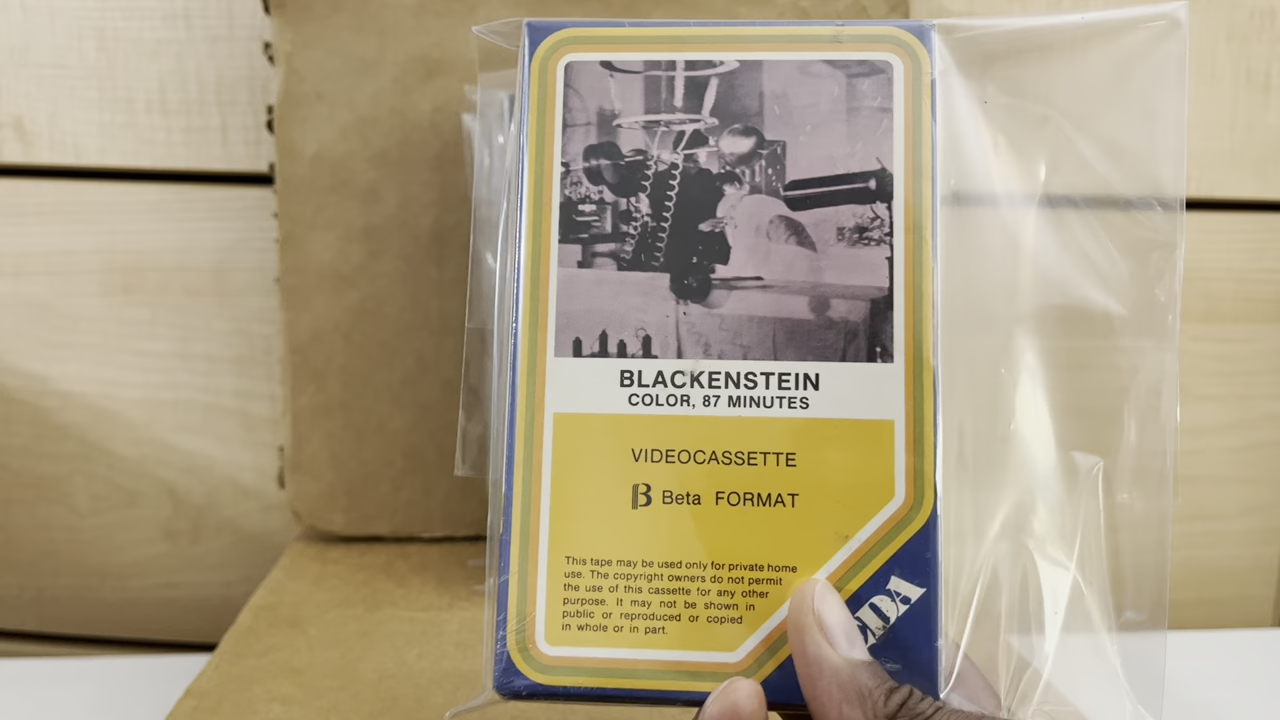 BLACKENSTEIN
COLOR, 87 MINUTES
VIDEOCASSETTE
B Beta FORMAT
This tape may be used only for private home
use. The copyright owners do not permit
the use of this cassette for any other
purpose. It may not be shown in
public or reproduced or copied
in whole or in part.